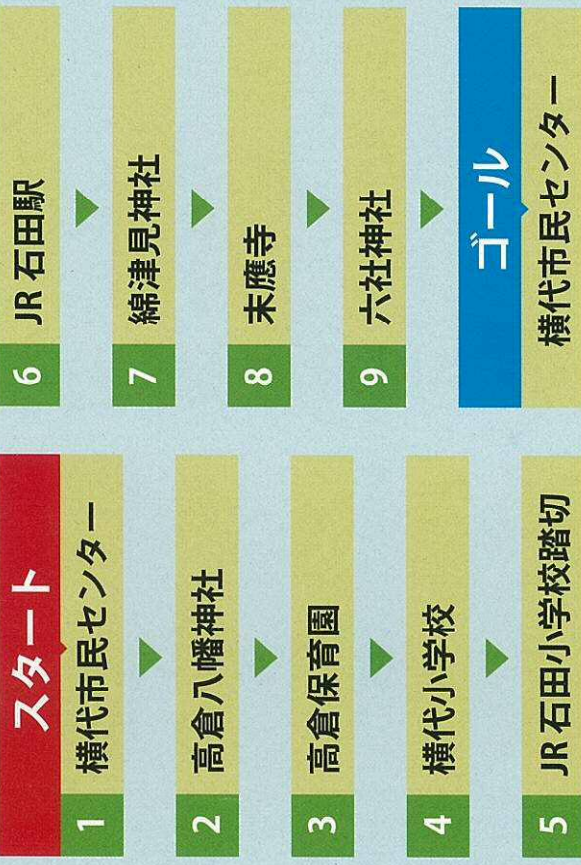 スタート
1 横代市民センター
2 高倉八幡神社
3 高倉保育園
4 横代小学校
5 JR石田小学校踏切
6 JR 石田駅
7 綿津見神社
8 末應寺
9 六社神社
ゴール
横代市民センター